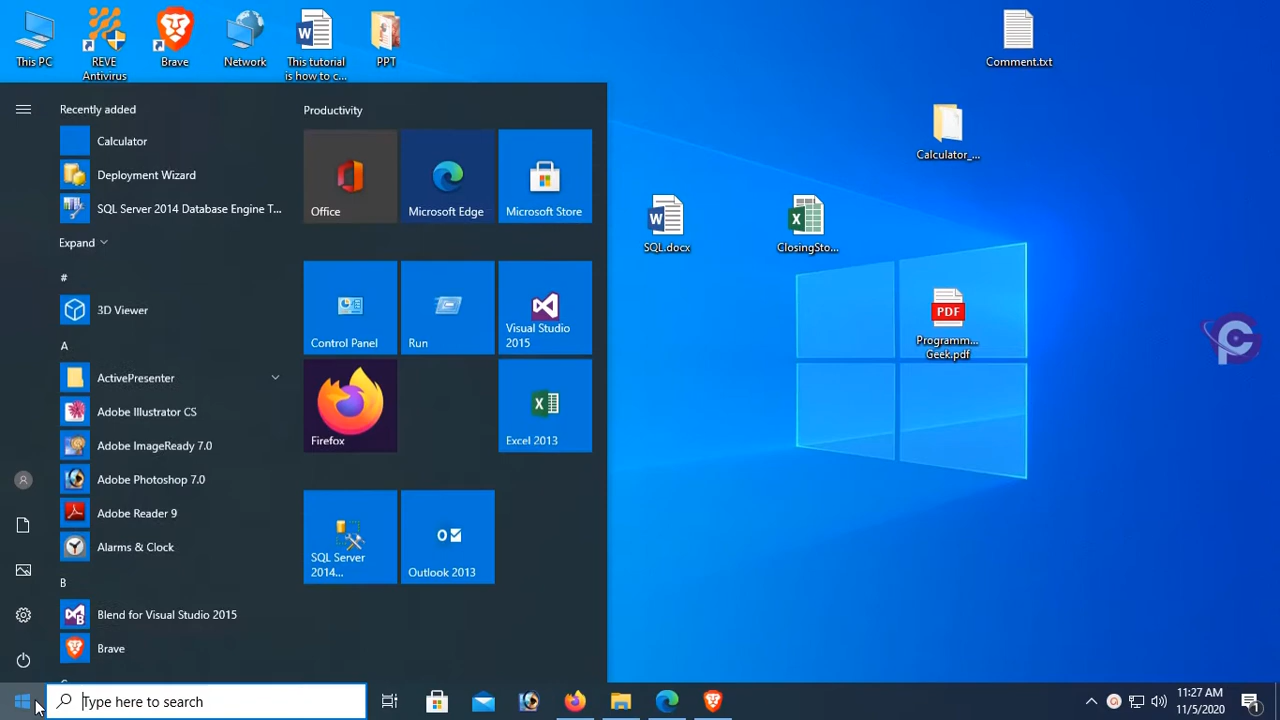 This PC
REVE
Antivirus
Brave
Network
This tutorial
is how to c...
PPT
Comment.txt
Calculator_...
SQL.docx
ClosingSto...
PDF
Programm...
Geek.pdf
Recently added
Calculator
Deployment Wizard
SQL Server 2014 Database Engine T...
Expand
#
3D Viewer
A
ActivePresenter
Adobe Illustrator CS
Adobe ImageReady 7.0
Adobe Photoshop 7.0
Adobe Reader 9
Alarms & Clock
B
Blend for Visual Studio 2015
Brave
Productivity
Office
Microsoft Edge
Microsoft Store
Control Panel
Run
Visual Studio
2015
Firefox
Excel 2013
SQL Server
2014...
Outlook 2013
Type here to search
11:27 AM
11/5/2020
1